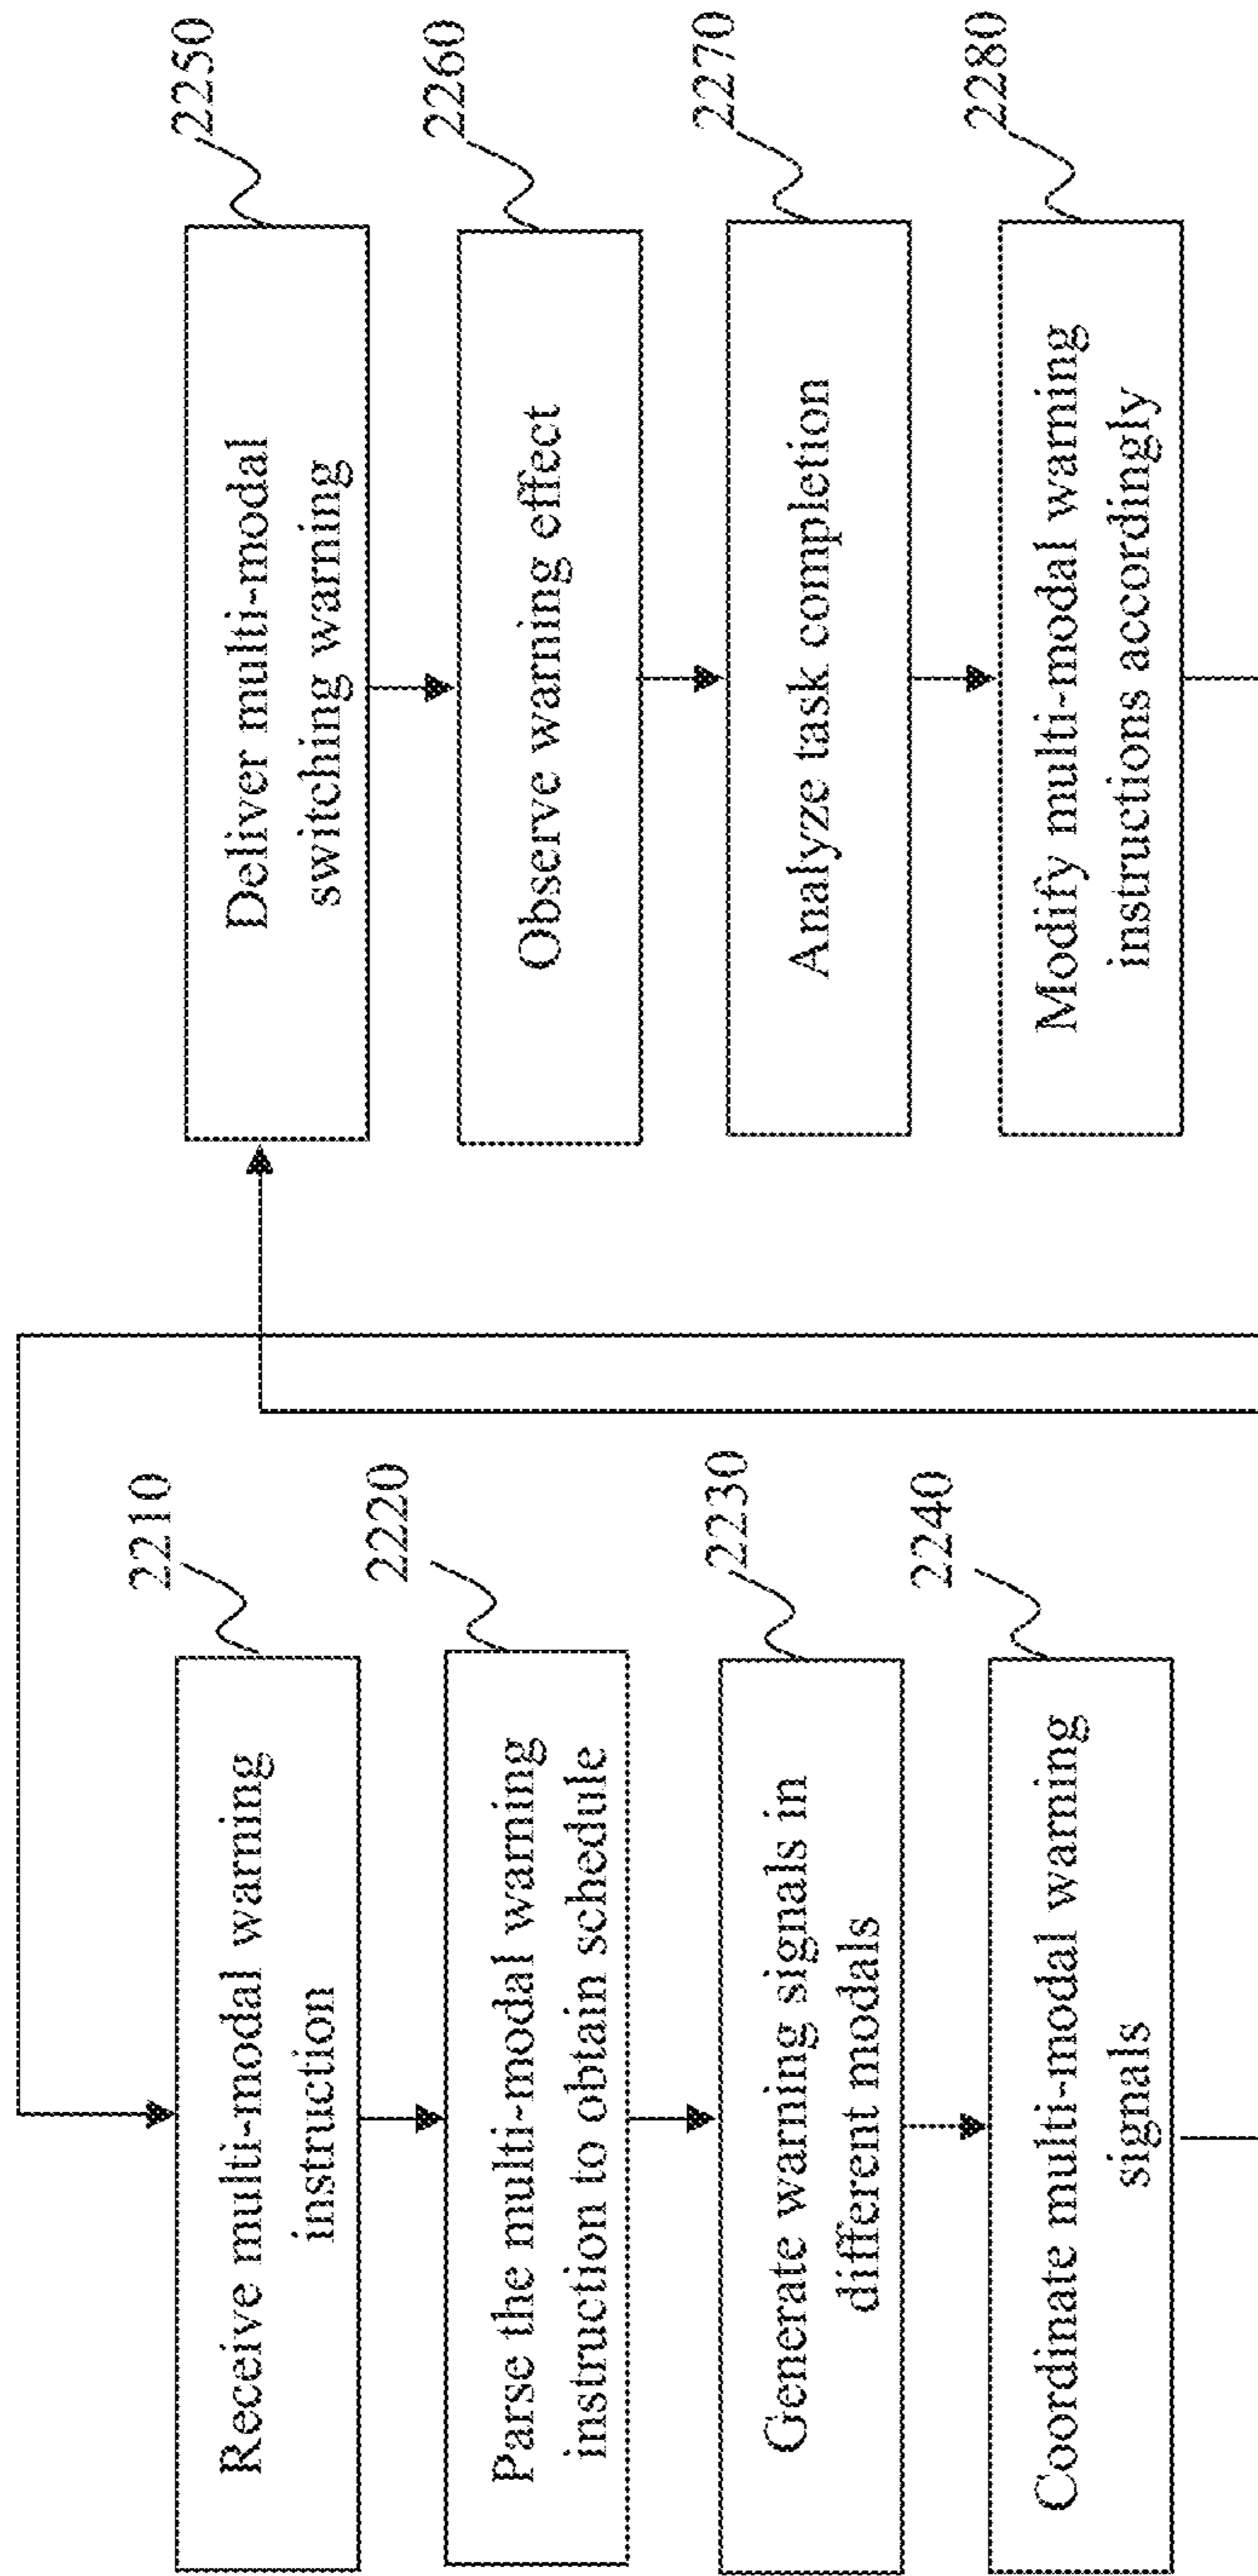 2210
Receive multi-modal warning
instruction
2220
Parse the multi-modal warning
instruction to obtain schedule
2230
Generate warning signals in
different modals
2240
Coordinate multi-modal warning
signals
2250
Deliver multi-modal
switching warning
2260
Observe warning effect
2270
Analyze task completion
2280
Modify multi-modal warning
instructions accordingly